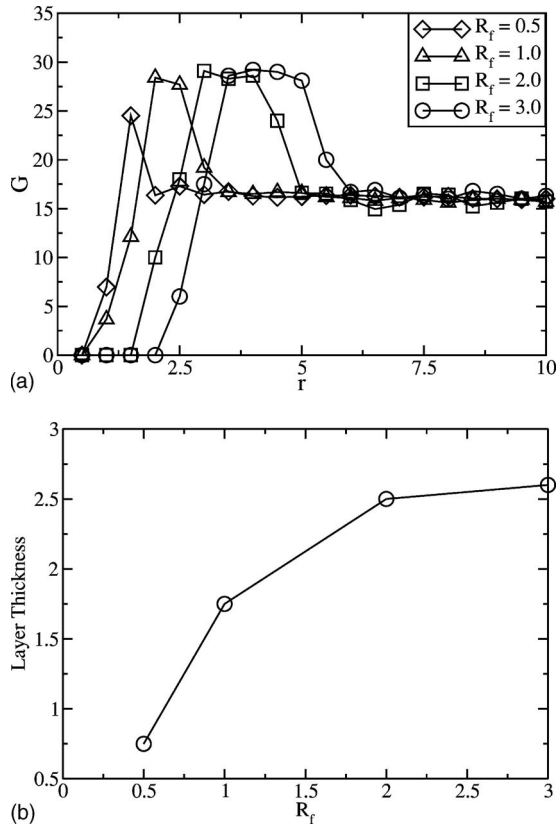 35
30
25
20
15
10
5
0
G
R_f = 0.5
R_f = 1.0
R_f = 2.0
R_f = 3.0
0 2.5 5 7.5 10
r
(a)
3
2.5
2
1.5
1
0.5
Layer Thickness
0 0.5 1 1.5 2 2.5 3
R_f
(b)